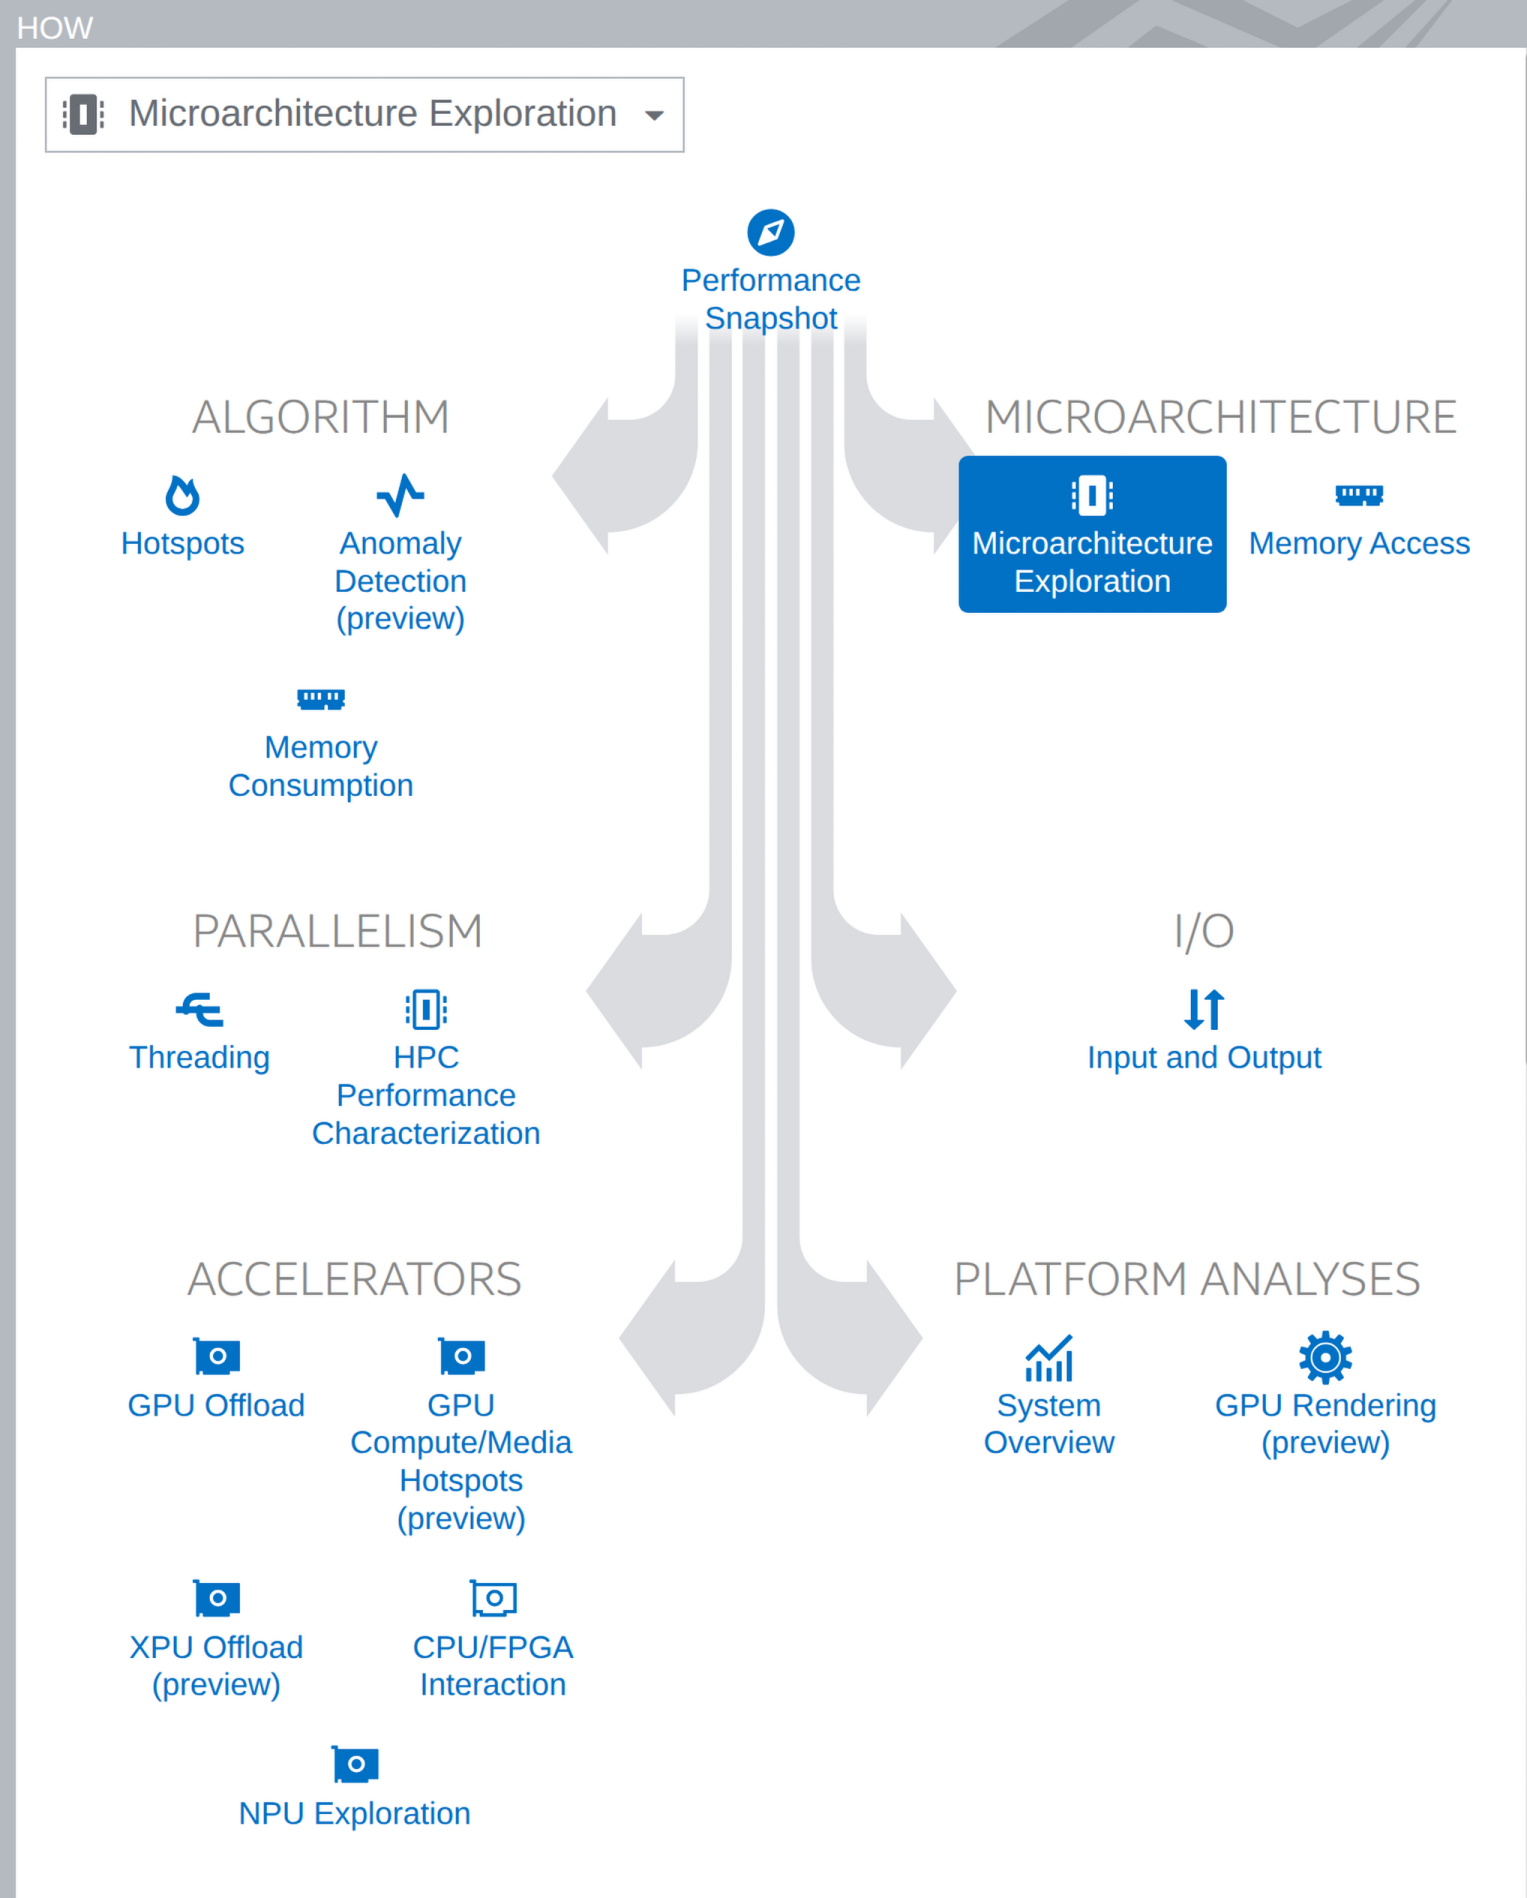 HOW
Microarchitecture Exploration
Performance
Snapshot
ALGORITHM
Hotspots
Anomaly
Detection
(preview)
Memory
Consumption
MICROARCHITECTURE
Microarchitecture
Exploration
Memory Access
PARALLELISM
Threading
HPC
Performance
Characterization
I/O
Input and Output
ACCELERATORS
GPU Offload
GPU
Compute/Media
Hotspots
(preview)
XPU Offload
(preview)
CPU/FPGA
Interaction
NPU Exploration
PLATFORM ANALYSES
System
Overview
GPU Rendering
(preview)